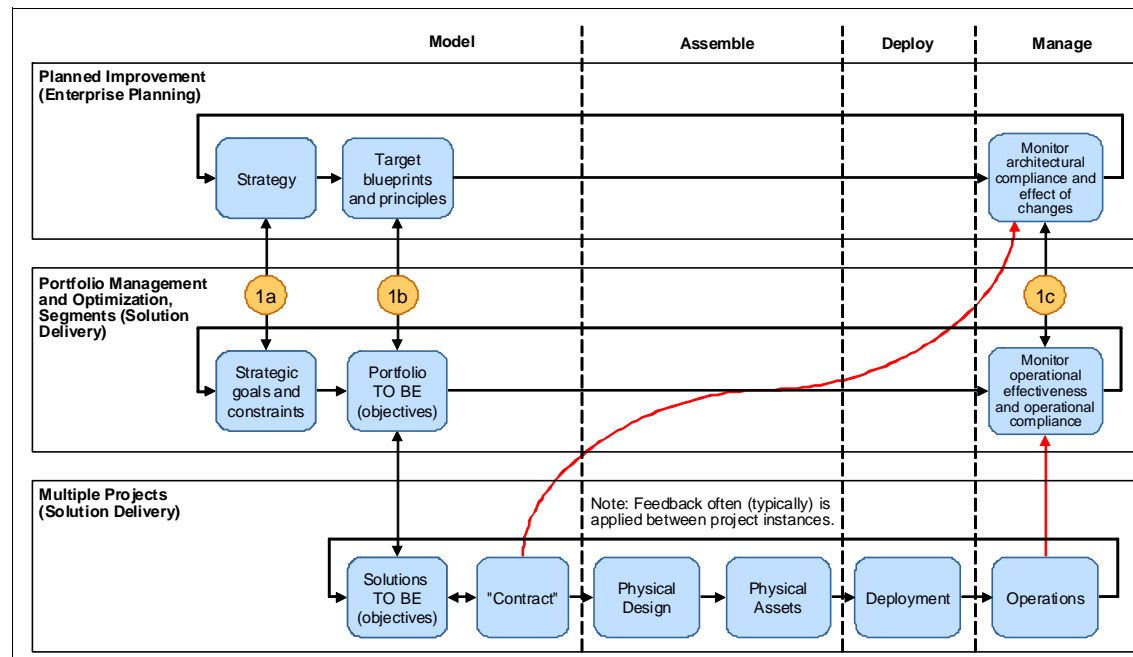 Model
Assemble
Deploy
Manage
Planned Improvement
(Enterprise Planning)
Strategy
Target
blueprints
and principles
Monitor
architectural
compliance and
effect of
changes
Portfolio Management
and Optimization,
Segments (Solution
Delivery)
1a
1b
1c
Strategic
goals and
constraints
Portfolio
TO BE
(objectives)
Monitor
operational
effectiveness
and operational
compliance
Multiple Projects
(Solution Delivery)
Note: Feedback often (typically) is
applied between project instances.
Solutions
TO BE
(objectives)
"Contract"
Physical
Design
Physical
Assets
Deployment
Operations